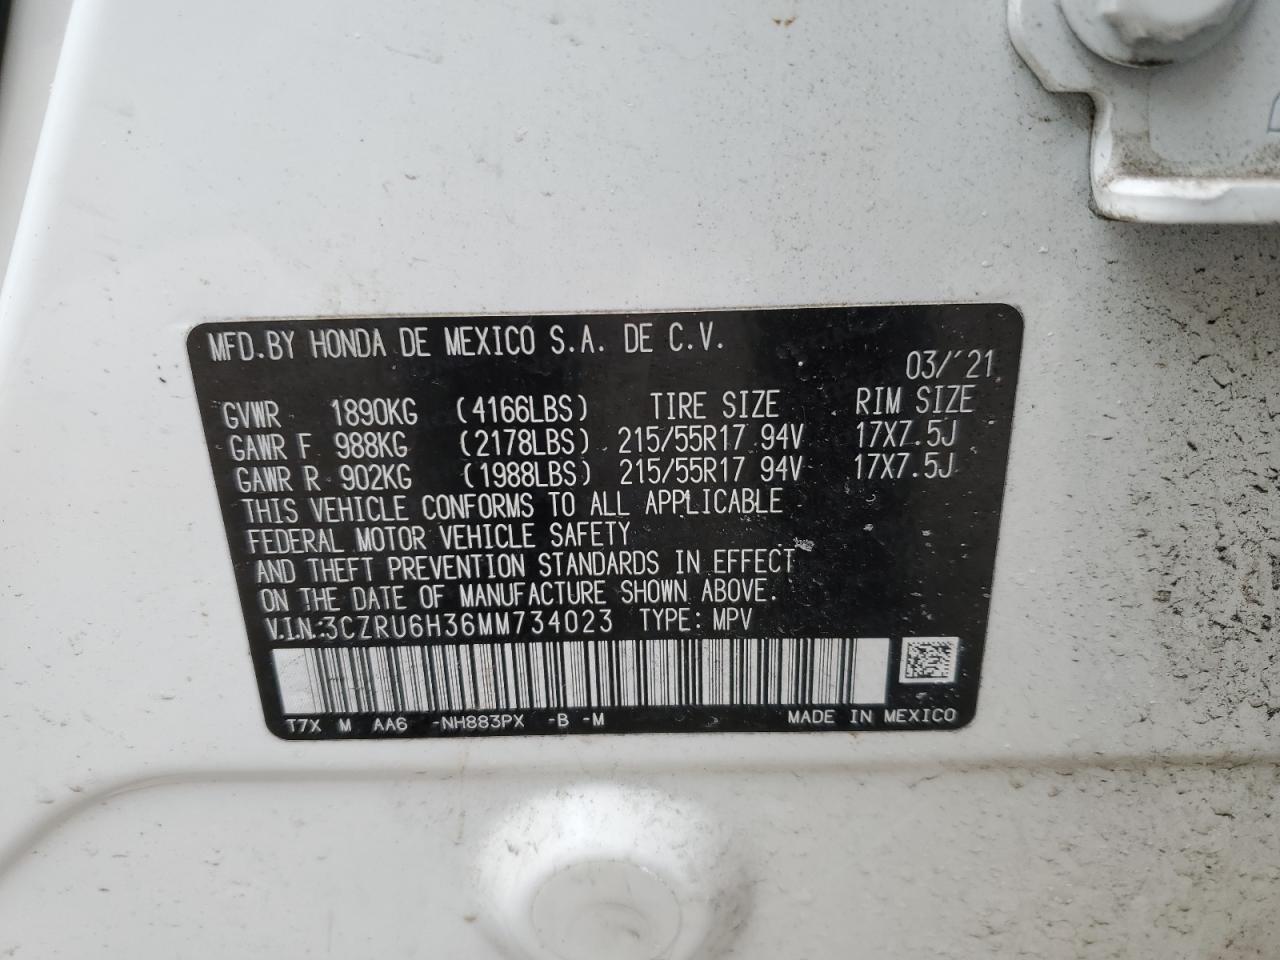 MFD.BY HONDA DE MEXICO S.A. DE C.V.
03/'21
GVWR 1890KG (4166LBS) TIRE SIZE RIM SIZE
GAWR F 988KG (2178LBS) 215/55R17 94V 17X7.5J
GAWR R 902KG (1988LBS) 215/55R17 94V 17X7.5J
THIS VEHICLE CONFORMS TO ALL APPLICABLE
FEDERAL MOTOR VEHICLE SAFETY
AND THEFT PREVENTION STANDARDS IN EFFECT
ON THE DATE OF MANUFACTURE SHOWN ABOVE.
V.I.N.:3CZRU6H36MM734023 TYPE: MPV
T7X M AA6 -NH883PX -B -M MADE IN MEXICO